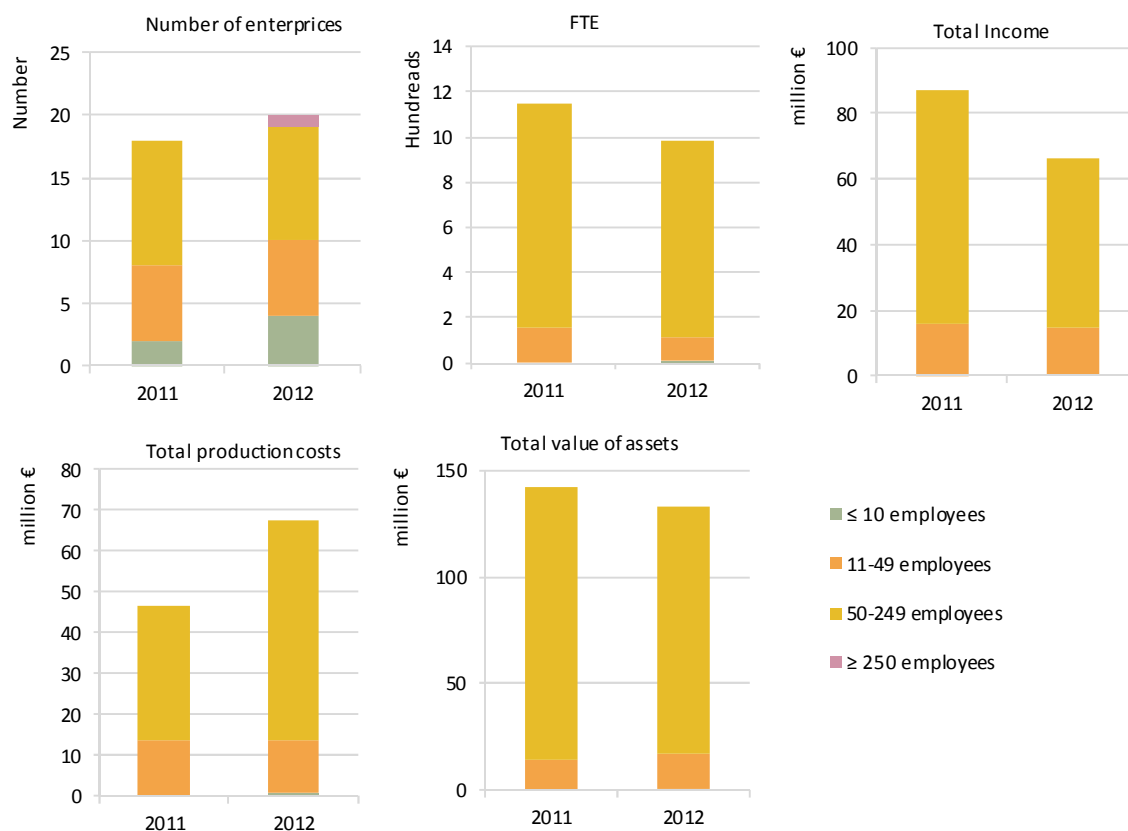 Number of enterprices
Number
25
20
15
10
5
0
2011 2012
FTE
Hundreads
14
12
10
8
6
4
2
0
2011 2012
Total Income
million €
100
80
60
40
20
0
2011 2012
Total production costs
million €
80
70
60
50
40
30
20
10
0
2011 2012
Total value of assets
million €
150
100
50
0
2011 2012
≤ 10 employees
11-49 employees
50-249 employees
≥ 250 employees